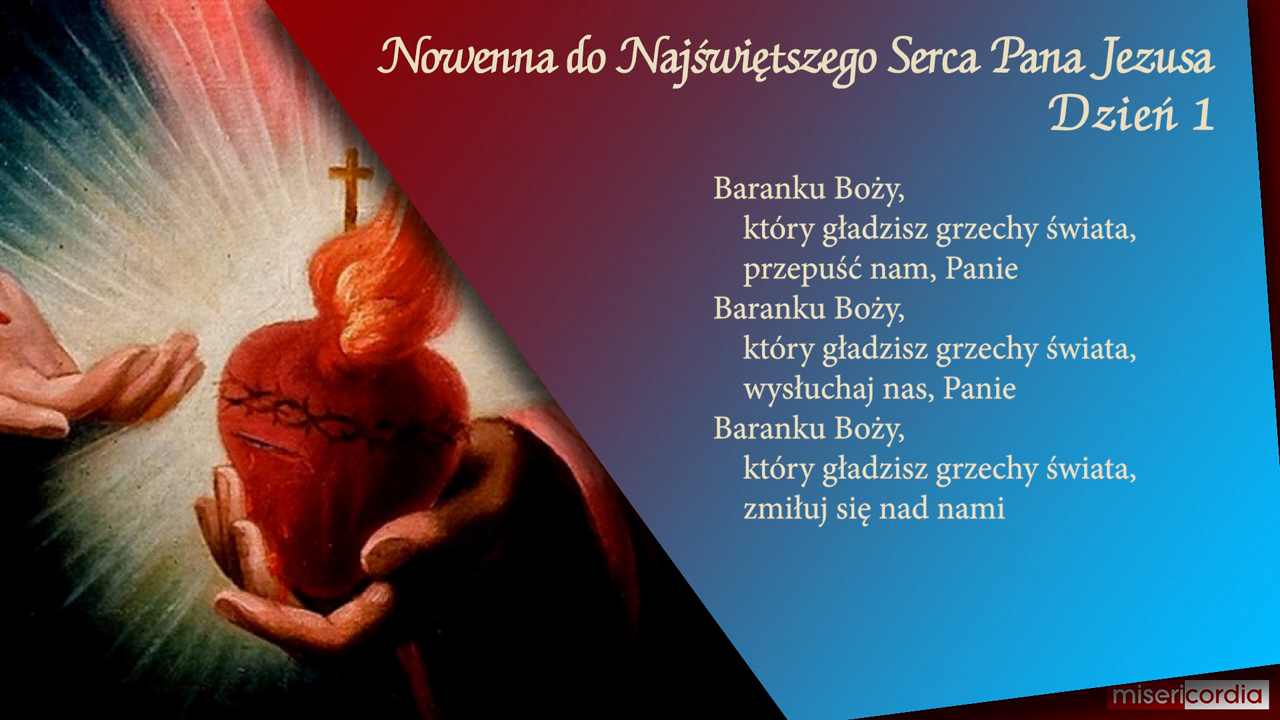 Nowenna do Najświętszego Serca Pana Jezusa
Dzień 1
Baranku Boży,
który gładzisz grzechy świata,
przepuść nam, Panie
Baranku Boży,
który gładzisz grzechy świata,
wysłuchaj nas, Panie
Baranku Boży,
który gładzisz grzechy świata,
zmiłuj się nad nami
misericordia